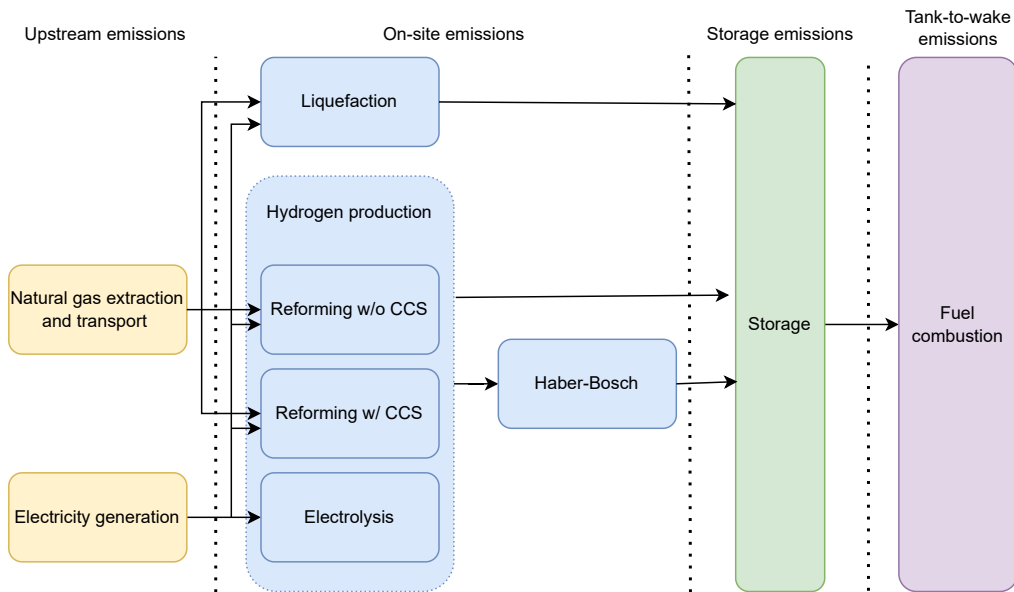 Upstream emissions
On-site emissions
Storage emissions
Tank-to-wake
emissions
Liquefaction
Hydrogen production
Natural gas extraction
and transport
Reforming w/o CCS
Storage
Fuel
combustion
Haber-Bosch
Reforming w/ CCS
Electricity generation
Electrolysis